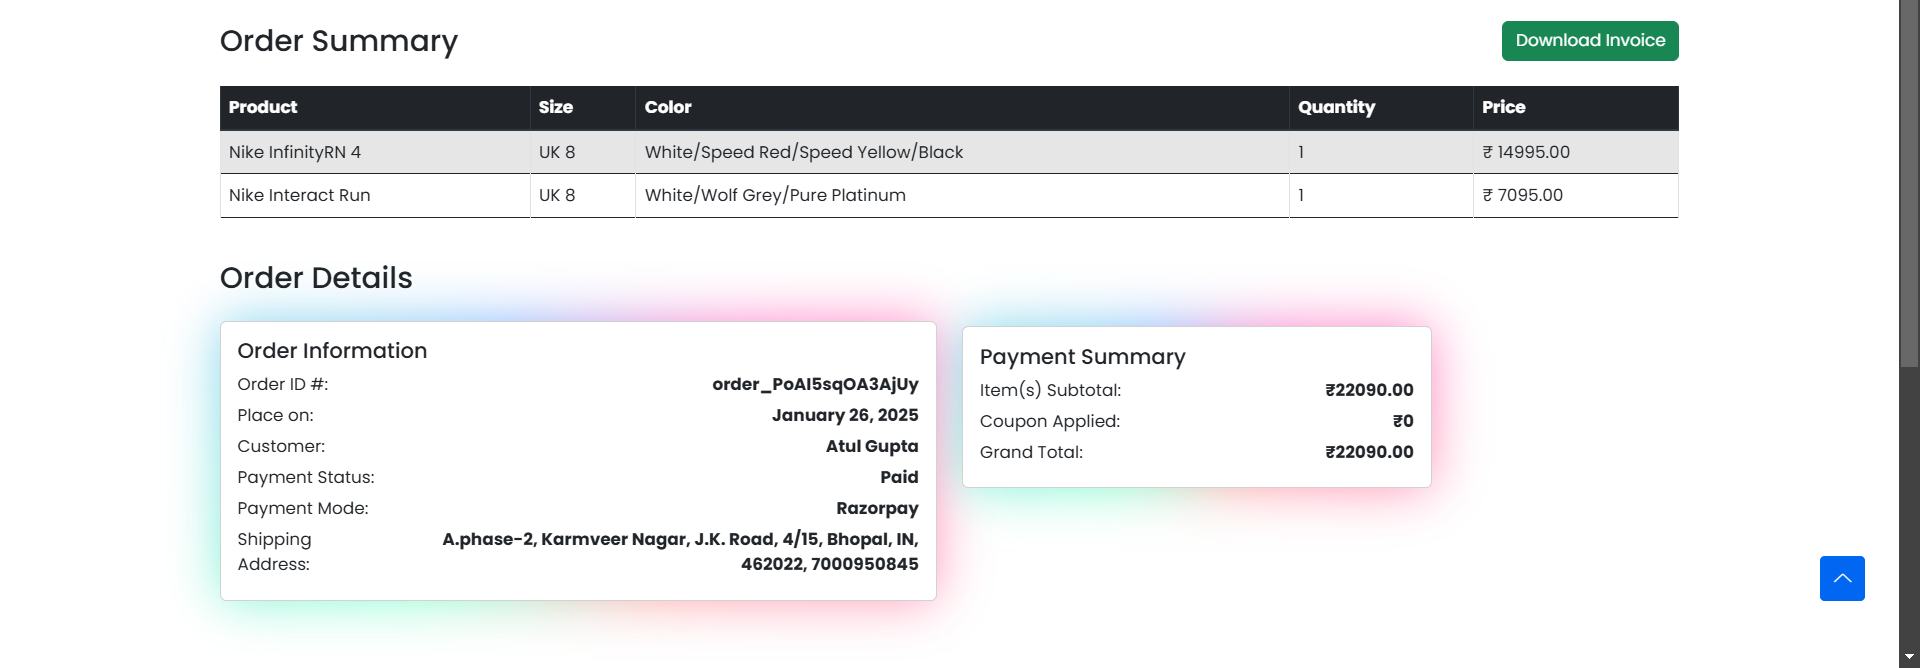 Order Summary
Download Invoice
Product Size Color Quantity Price
Nike InfinityRN 4 UK 8 White/Speed Red/Speed Yellow/Black 1 ₹ 14995.00
Nike Interact Run UK 8 White/Wolf Grey/Pure Platinum 1 ₹ 7095.00
Order Details
Order Information
Order ID #: order_PoAI5sqOA3AjUy
Place on: January 26, 2025
Customer: Atul Gupta
Payment Status: Paid
Payment Mode: Razorpay
Shipping Address: A.phase-2, Karmveer Nagar, J.K. Road, 4/15, Bhopal, IN,
462022, 7000950845
Payment Summary
Item(s) Subtotal: ₹22090.00
Coupon Applied: ₹0
Grand Total: ₹22090.00